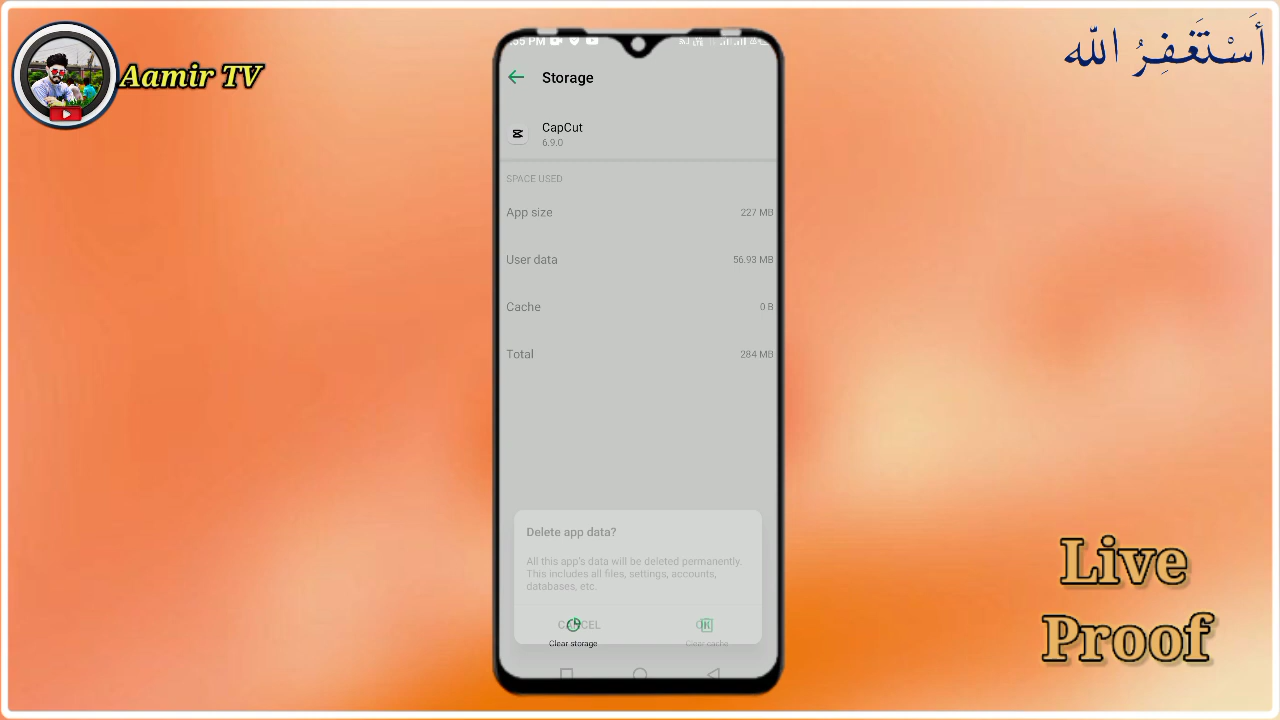 Aamir TV
أَسْتَغَفِرُ اللّه
Storage
CapCut
6.9.0
SPACE USED
App size 227 MB
User data 56.93 MB
Cache 0 B
Total 284 MB
Delete app data?
All this app's data will be deleted permanently.
This includes all files, settings, accounts,
databases, etc.
CANCEL OK
Clear storage Clear cache
Live
Proof